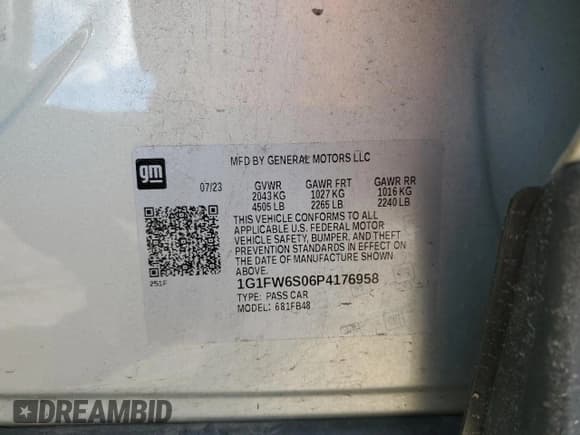 gm
MFD BY GENERAL MOTORS LLC
07/23 GVWR GAWR FRT GAWR RR
2043 KG 1027 KG 1016 KG
4505 LB 2265 LB 2240 LB
THIS VEHICLE CONFORMS TO ALL
APPLICABLE U.S. FEDERAL MOTOR
VEHICLE SAFETY, BUMPER, AND THEFT
PREVENTION STANDARDS IN EFFECT ON
THE DATE OF MANUFACTURE SHOWN
ABOVE.
251F
1G1FW6S06P4176958
TYPE: PASS CAR
MODEL: 681FB48
DREAMBID